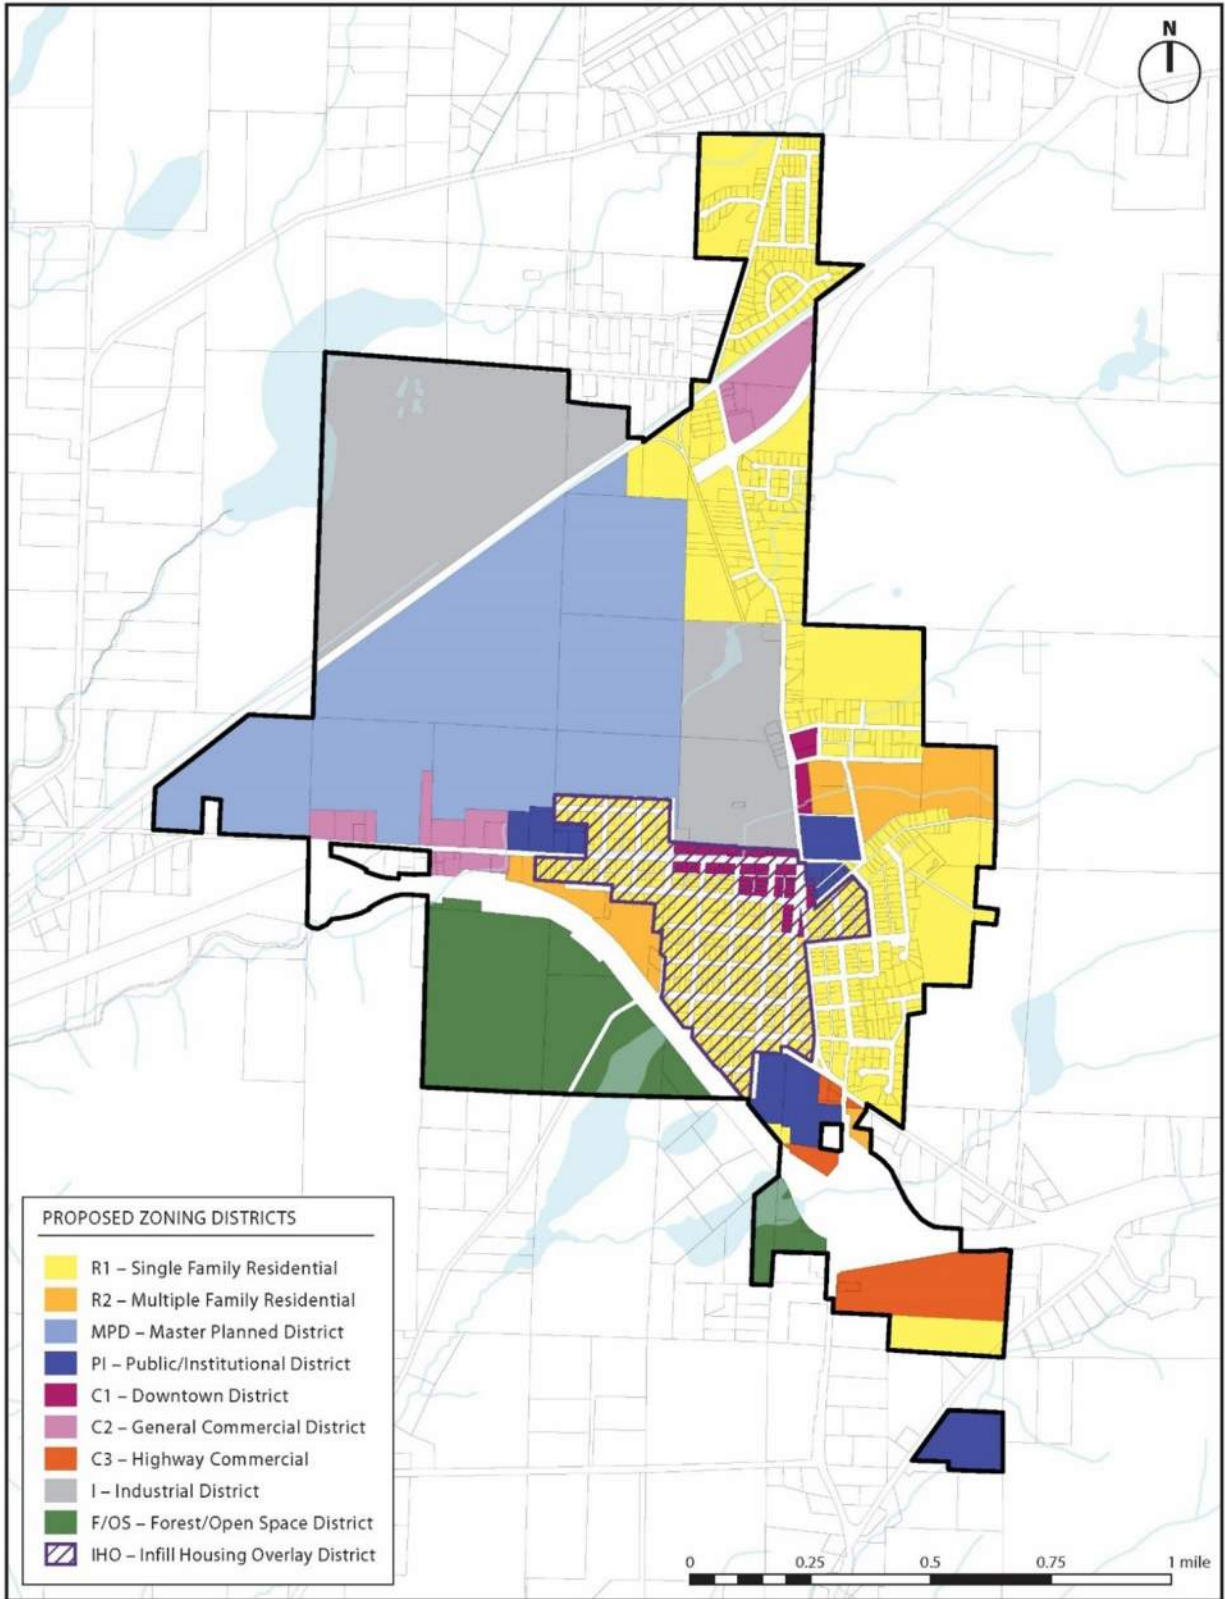 N
PROPOSED ZONING DISTRICTS
R1 – Single Family Residential
R2 – Multiple Family Residential
MPD – Master Planned District
PI – Public/Institutional District
C1 – Downtown District
C2 – General Commercial District
C3 – Highway Commercial
I – Industrial District
F/OS – Forest/Open Space District
IHO – Infill Housing Overlay District
0 0.25 0.5 0.75 1 mile